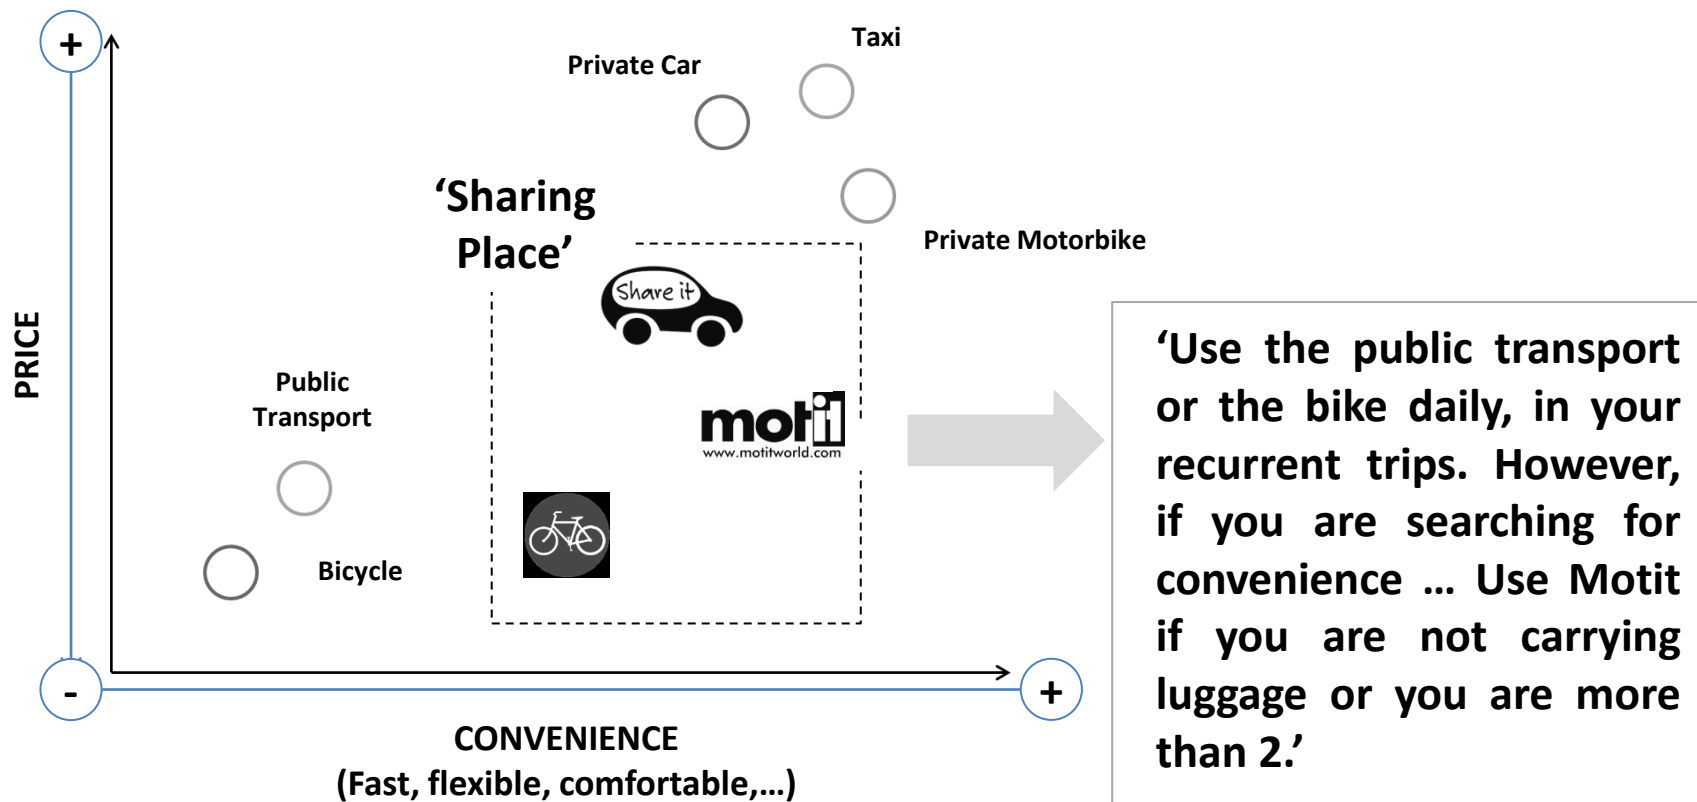 +
Taxi
Private Car
‘Sharing
Place’
Private Motorbike
Share it
PRICE
motit
www.motitworld.com
Public
Transport
Bicycle
-
+
CONVENIENCE
(Fast, flexible, comfortable,…)
‘Use the public transport
or the bike daily, in your
recurrent trips. However,
if you are searching for
convenience … Use Motit
if you are not carrying
luggage or you are more
than 2.’